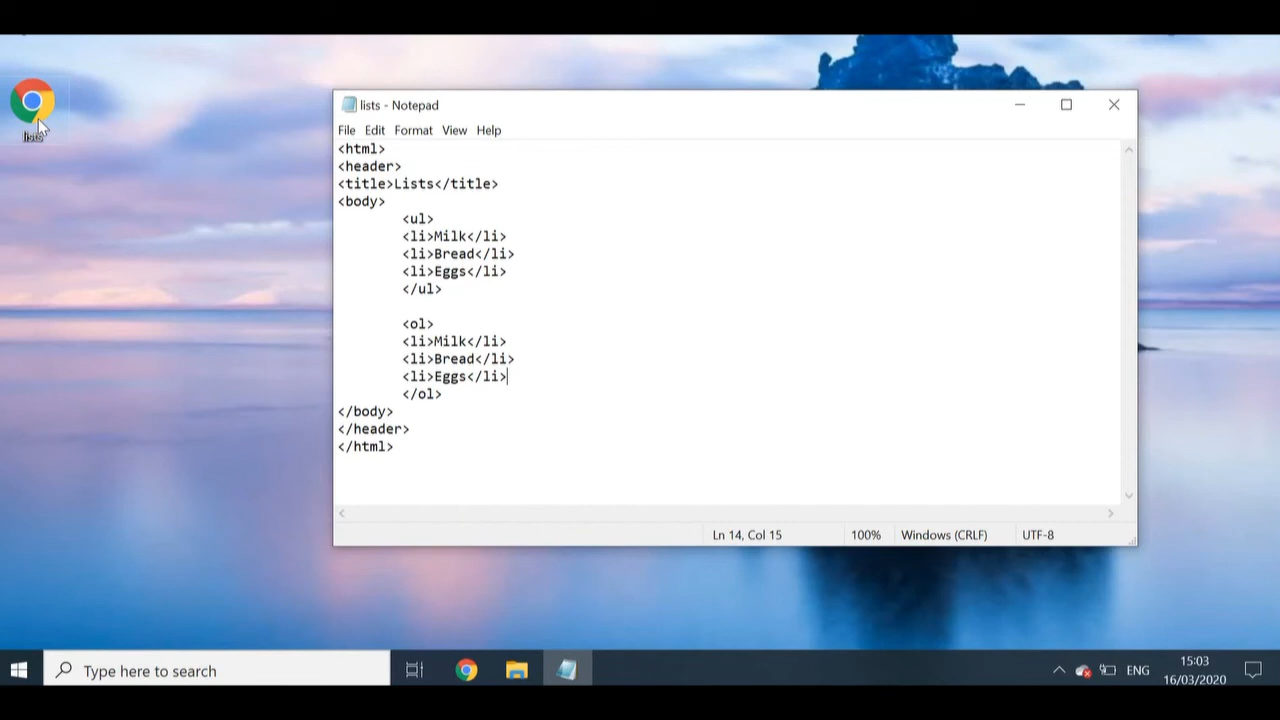 lists
lists - Notepad
File Edit Format View Help
<html>
<header>
<title>Lists</title>
<body>
<ul>
<li>Milk</li>
<li>Bread</li>
<li>Eggs</li>
</ul>
<ol>
<li>Milk</li>
<li>Bread</li>
<li>Eggs</li>
</ol>
</body>
</header>
</html>
Ln 14, Col 15 100% Windows (CRLF) UTF-8
Type here to search
ENG
15:03
16/03/2020